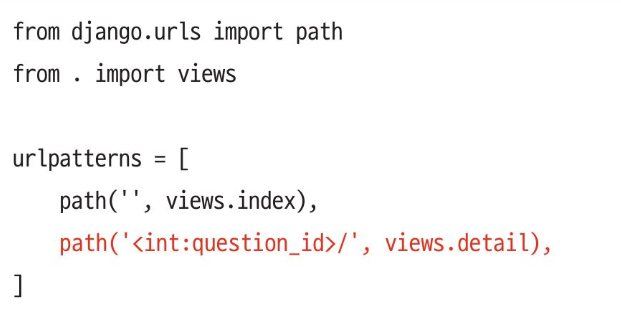 from django.urls import path
from . import views

urlpatterns = [
    path('', views.index),
    path('<int:question_id>/', views.detail),
]